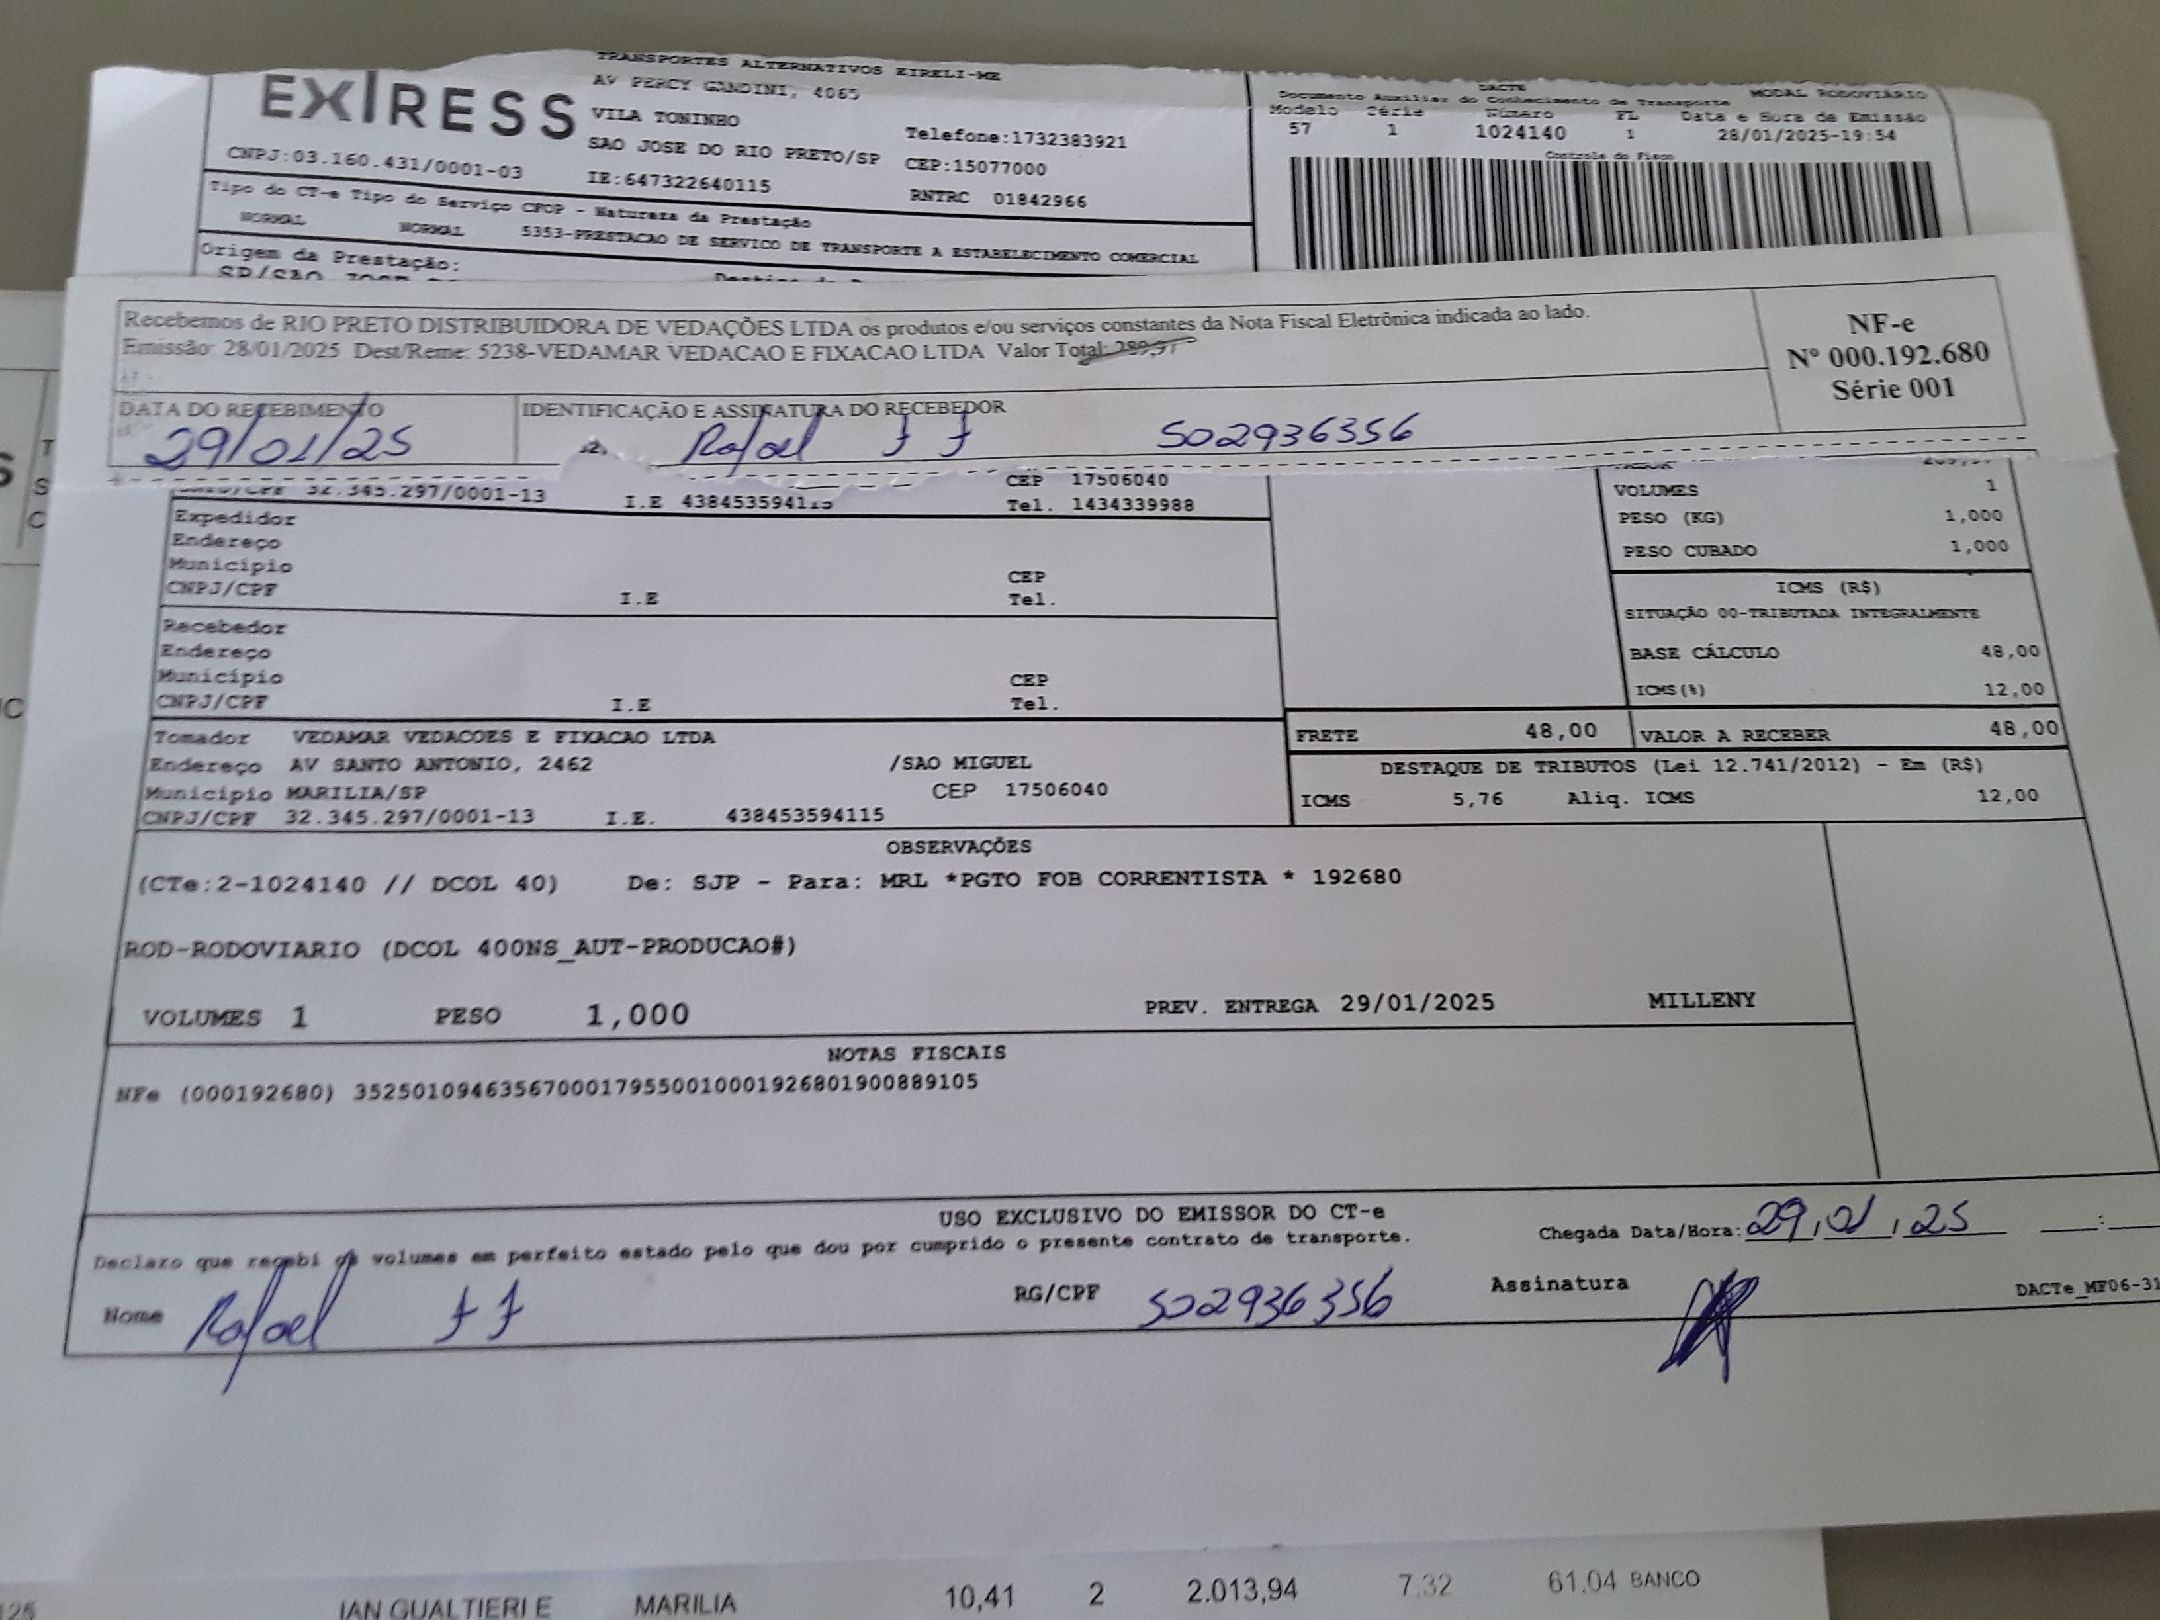 TRANSPORTES ALTERNATIVOS EIRELI-ME
EXIRESS
AV PERCY GANDINI, 4065
VILA TONINHO
Telefone:1732383921
SAO JOSE DO RIO PRETO/SP
CEP:15077000
CNPJ:03.160.431/0001-03
IE:647322640115
RNTRC 01842966
Tipo do CT-e Tipo do Serviço CFOP - Natureza da Prestação
NORMAL NORMAL 5353-PRESTACAO DE SERVICO DE TRANSPORTE A ESTABELECIMENTO COMERCIAL
Origem da Prestação:
SP/SAO JOSE
DACTE MODAL RODOVIÁRIO
Documento Auxiliar do Conhecimento de Transporte
Modelo Série Número FL Data e Hora de Emissão
57 1 1024140 1 28/01/2025-19:54
Controle do Fisco
Recebemos de RIO PRETO DISTRIBUIDORA DE VEDAÇÕES LTDA os produtos e/ou serviços constantes da Nota Fiscal Eletrônica indicada ao lado.
Emissão: 28/01/2025 Dest/Reme: 5238-VEDAMAR VEDACAO E FIXACAO LTDA Valor Total: 289,97
NF-e
Nº 000.192.680
Série 001
DATA DO RECEBIMENTO IDENTIFICAÇÃO E ASSINATURA DO RECEBEDOR
29/01/25 Rafael 502936356
CNPJ/CPF 32.345.297/0001-13 I.E 438453594115
CEP 17506040
Tel. 1434339988
Expedidor
Endereço
Município CEP
CNPJ/CPF I.E Tel.
Recebedor
Endereço
Município CEP
CNPJ/CPF I.E Tel.
VALOR
VOLUMES 1
PESO (KG) 1,000
PESO CUBADO 1,000
ICMS (R$)
SITUAÇÃO 00-TRIBUTADA INTEGRALMENTE
BASE CÁLCULO 48,00
ICMS(%) 12,00
Tomador VEDAMAR VEDACOES E FIXACAO LTDA
Endereço AV SANTO ANTONIO, 2462 /SAO MIGUEL
Município MARILIA/SP CEP 17506040
CNPJ/CPF 32.345.297/0001-13 I.E. 438453594115
FRETE 48,00 VALOR A RECEBER 48,00
DESTAQUE DE TRIBUTOS (Lei 12.741/2012) - Em (R$)
ICMS 5,76 Aliq. ICMS 12,00
OBSERVAÇÕES
(CTe:2-1024140 // DCOL 40) De: SJP - Para: MRL *PGTO FOB CORRENTISTA * 192680
ROD-RODOVIARIO (DCOL 400NS_AUT-PRODUCAO#)
VOLUMES 1 PESO 1,000 PREV. ENTREGA 29/01/2025 MILLENY
NOTAS FISCAIS
NFe (000192680) 35250109463567000179550010001926801900889105
USO EXCLUSIVO DO EMISSOR DO CT-e
Declaro que recebi os volumes em perfeito estado pelo que dou por cumprido o presente contrato de transporte.
Chegada Data/Hora: 29/01/25 __:
Nome Rafael RG/CPF 502936356 Assinatura
DACTe_MF06-31
125 IAN QUALTIERI E MARILIA 10,41 2 2.013,94 7,32 61,04 BANCO